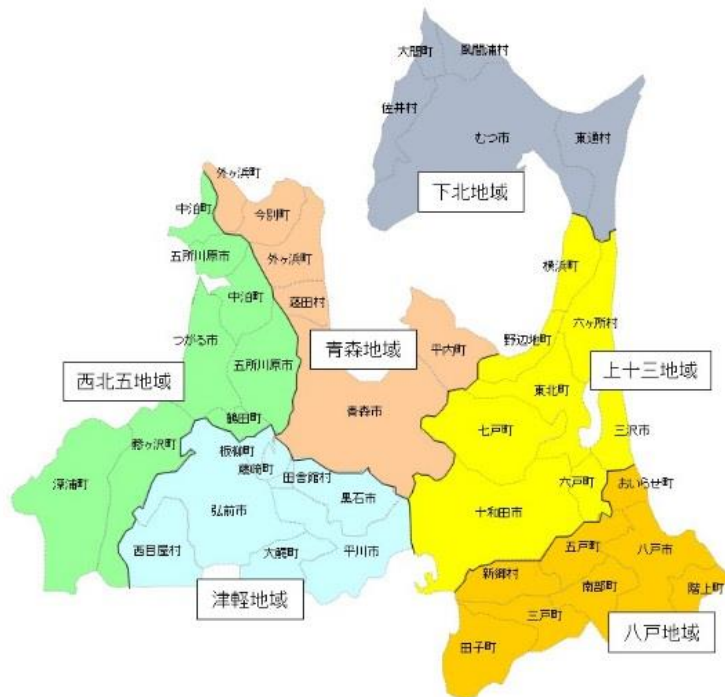 大間町
風間浦村
佐井村
むつ市
東通村
下北地域
外ヶ浜町
中泊町
今別町
五所川原市
外ヶ浜町
横浜町
中泊町
蓬田村
六ヶ所村
つがる市
青森地域
平内町
野辺地町
五所川原市
上十三地域
西北五地域
東北町
青森市
鶴田町
七戸町
三沢市
鰺ヶ沢町
板柳町
藤崎町
田舎館村
六戸町
おいらせ町
深浦町
黒石市
弘前市
十和田市
西目屋村
大鰐町
平川市
五戸町
八戸市
新郷村
南部町
階上町
津軽地域
三戸町
八戸地域
田子町